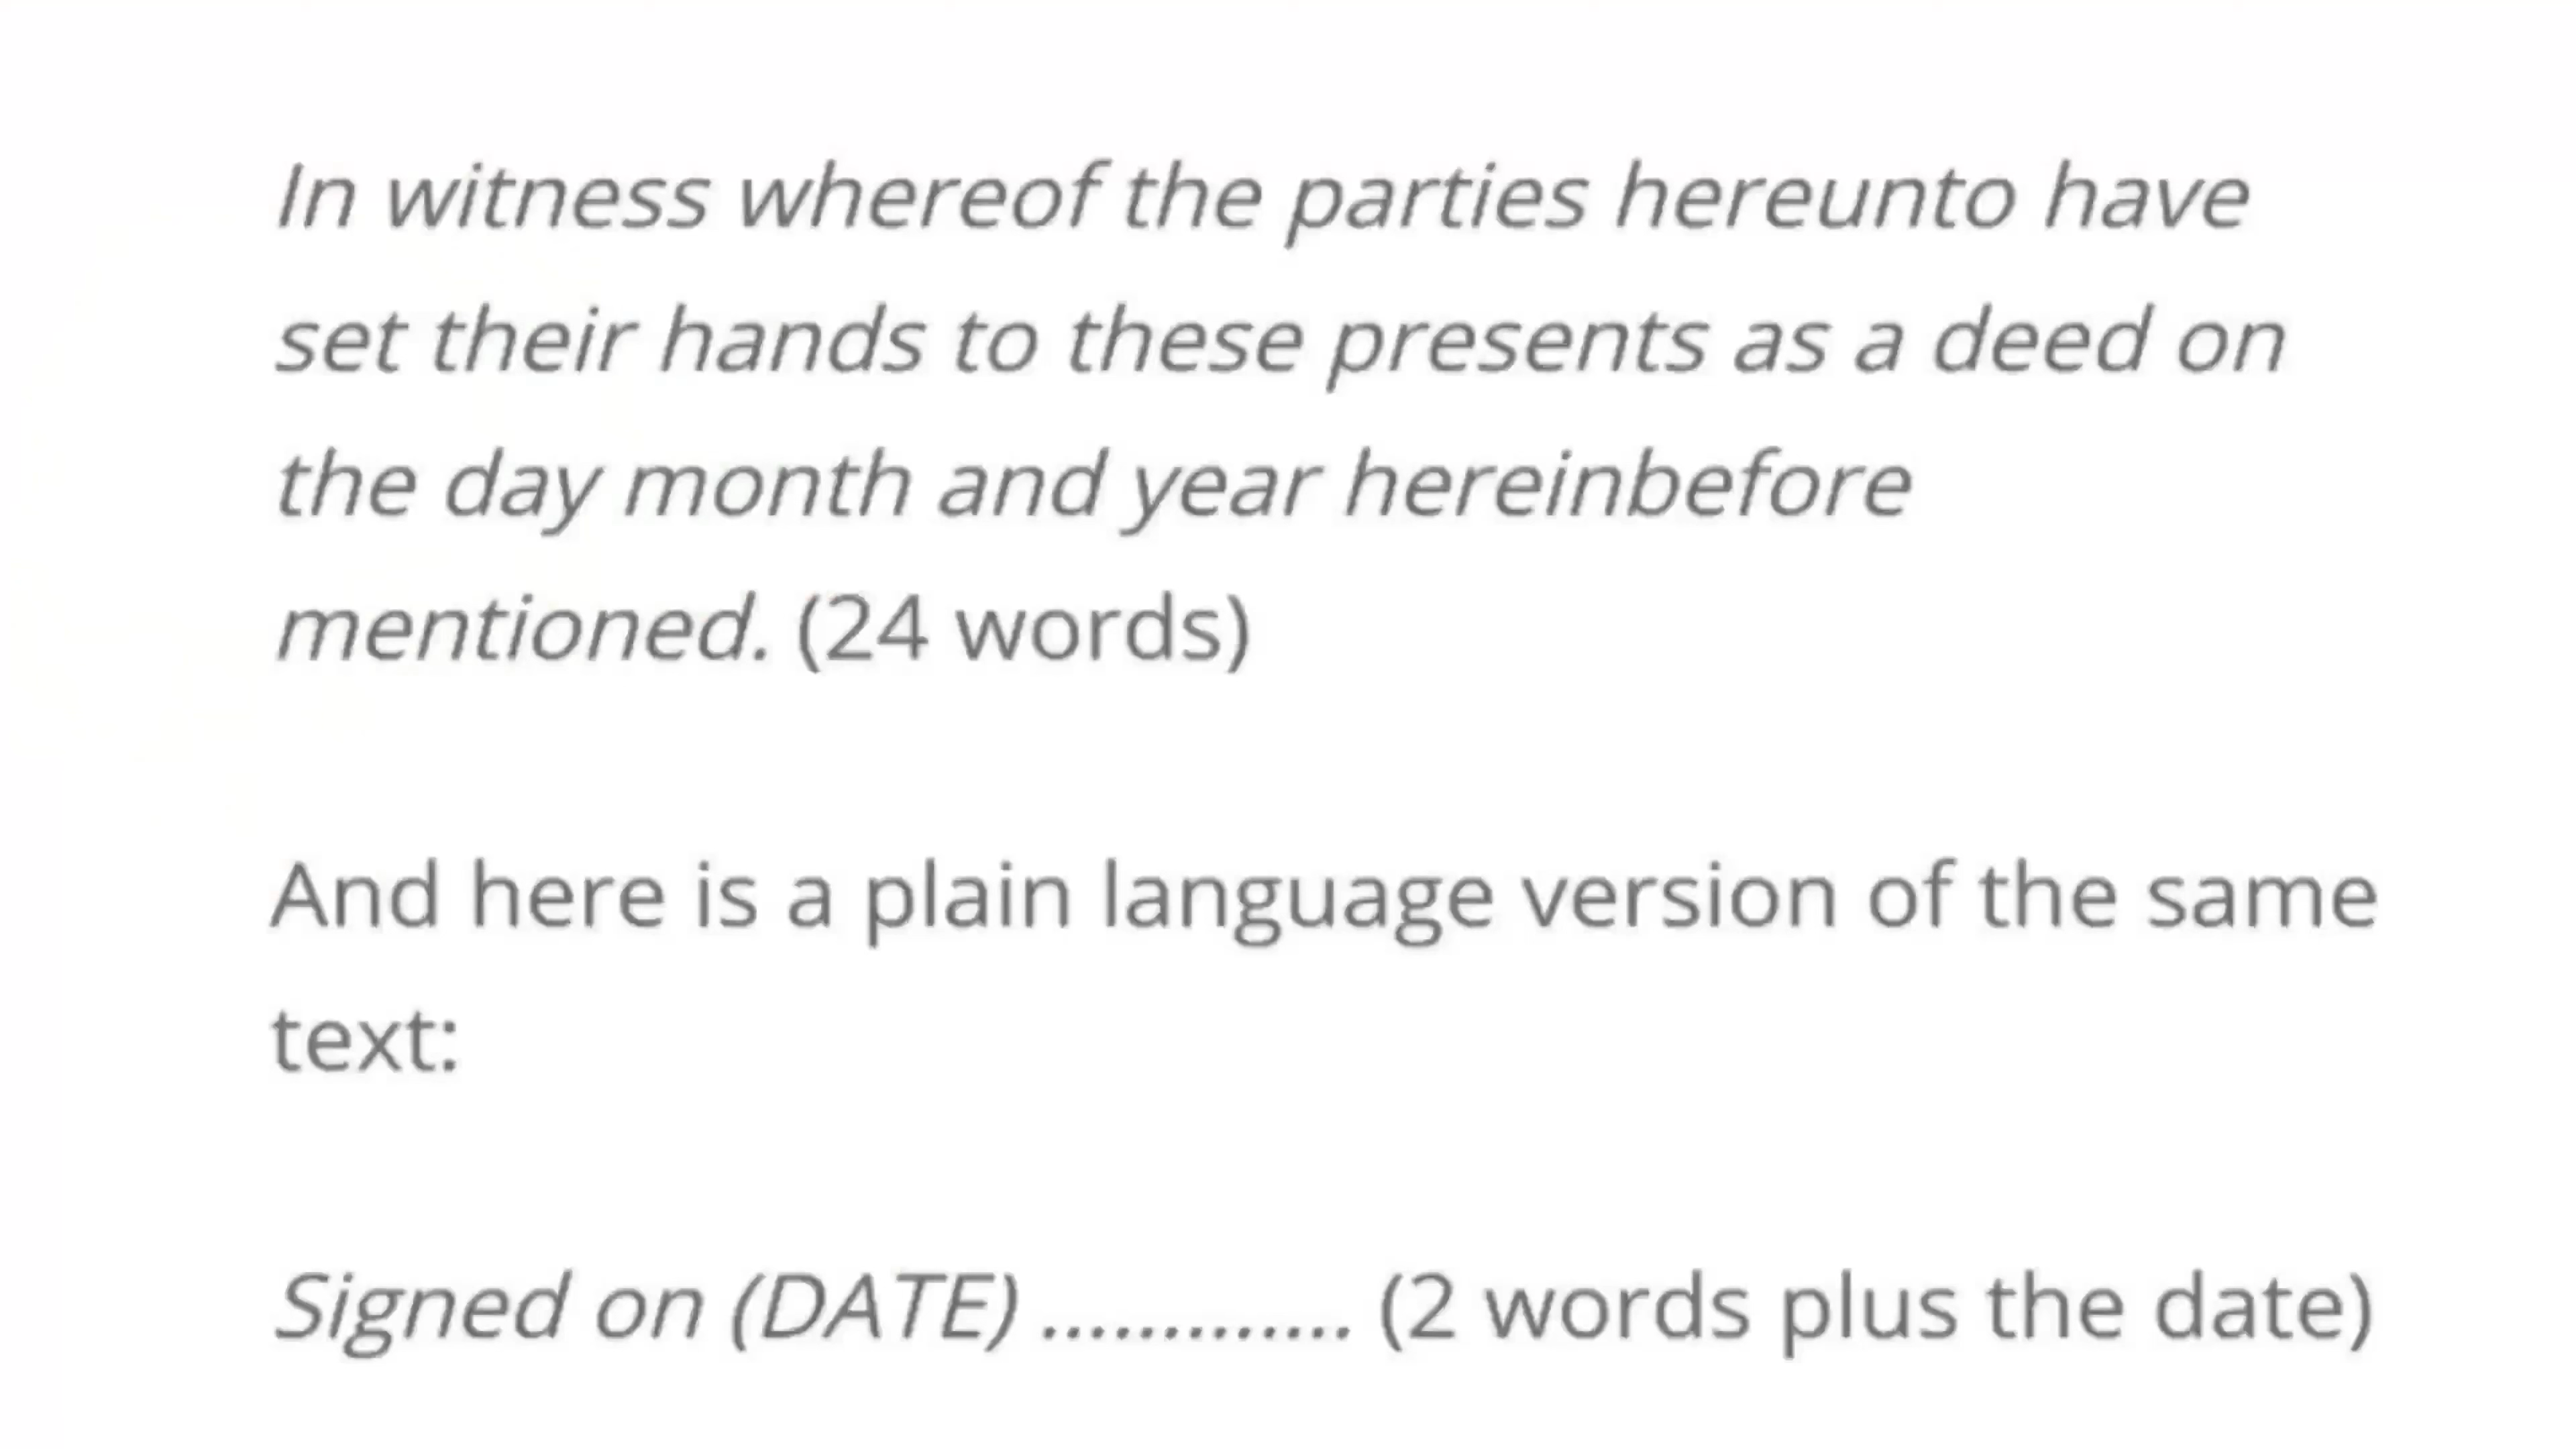 In witness whereof the parties hereunto have
set their hands to these presents as a deed on
the day month and year hereinbefore
mentioned. (24 words)
And here is a plain language version of the same
text:
Signed on (DATE) ............. (2 words plus the date)